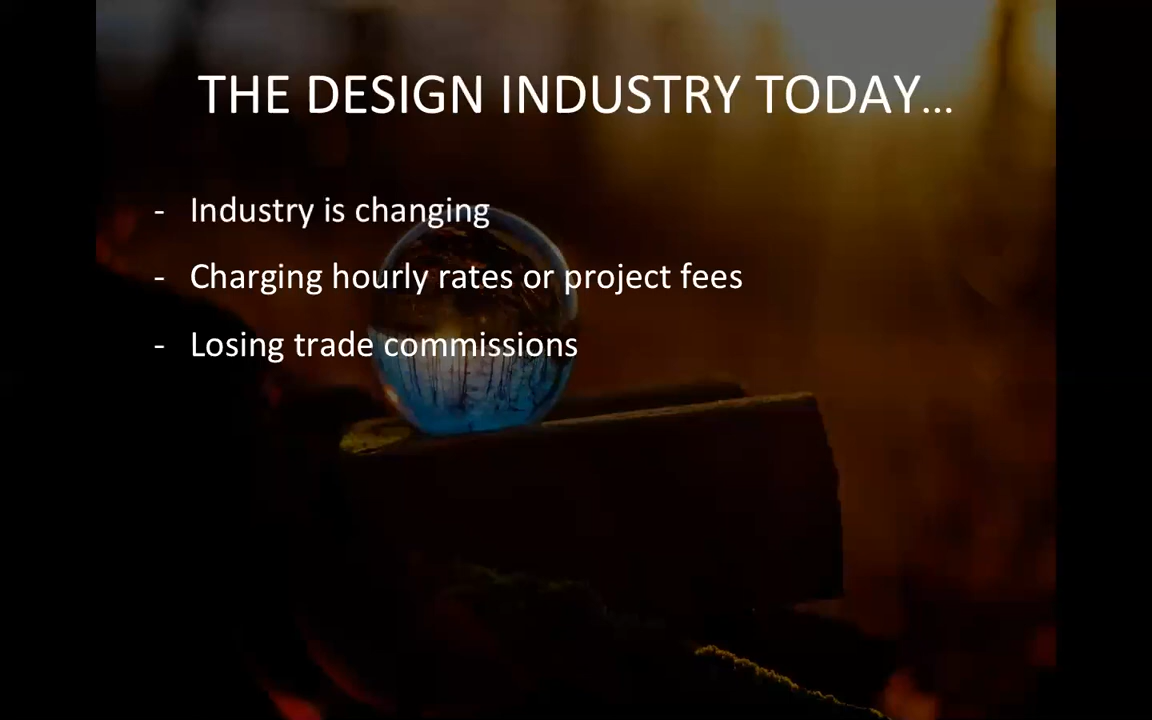 THE DESIGN INDUSTRY TODAY...
- Industry is changing
- Charging hourly rates or project fees
- Losing trade commissions